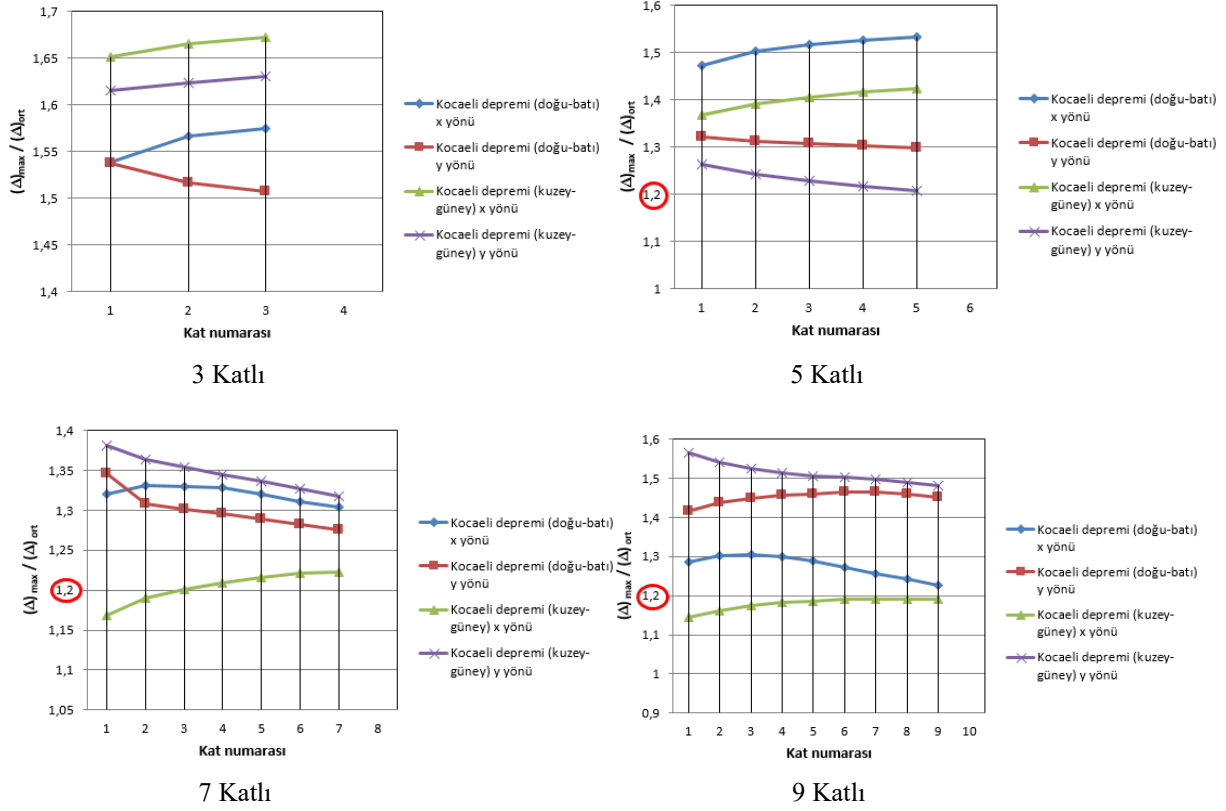 1,7
1,65
1,6
1,55
1,5
1,45
1,4
(Δ)max / (Δ)ort
1 2 3 4
Kat numarası
Kocaeli depremi (doğu-batı)
x yönü
Kocaeli depremi (doğu-batı)
y yönü
Kocaeli depremi (kuzey-
güney) x yönü
Kocaeli depremi (kuzey-
güney) y yönü
3 Katlı
1,6
1,5
1,4
1,3
1,2
1,1
1
(Δ)max / (Δ)ort
1 2 3 4 5 6
Kat numarası
Kocaeli depremi (doğu-batı)
x yönü
Kocaeli depremi (doğu-batı)
y yönü
Kocaeli depremi (kuzey-
güney) x yönü
Kocaeli depremi (kuzey-
güney) y yönü
5 Katlı
1,4
1,35
1,3
1,25
1,2
1,15
1,1
1,05
(Δ) max / (Δ) ort
1 2 3 4 5 6 7 8
Kat numarası
Kocaeli depremi (doğu-batı)
x yönü
Kocaeli depremi (doğu-batı)
y yönü
Kocaeli depremi (kuzey-
güney) x yönü
Kocaeli depremi (kuzey-
güney) y yönü
7 Katlı
1,6
1,5
1,4
1,3
1,2
1,1
1
0,9
(Δ) max / (Δ) ort
1 2 3 4 5 6 7 8 9 10
Kat numarası
Kocaeli depremi (doğu-batı)
x yönü
Kocaeli depremi (doğu-batı)
y yönü
Kocaeli depremi (kuzey-
güney) x yönü
Kocaeli depremi (kuzey-
güney) y yönü
9 Katlı